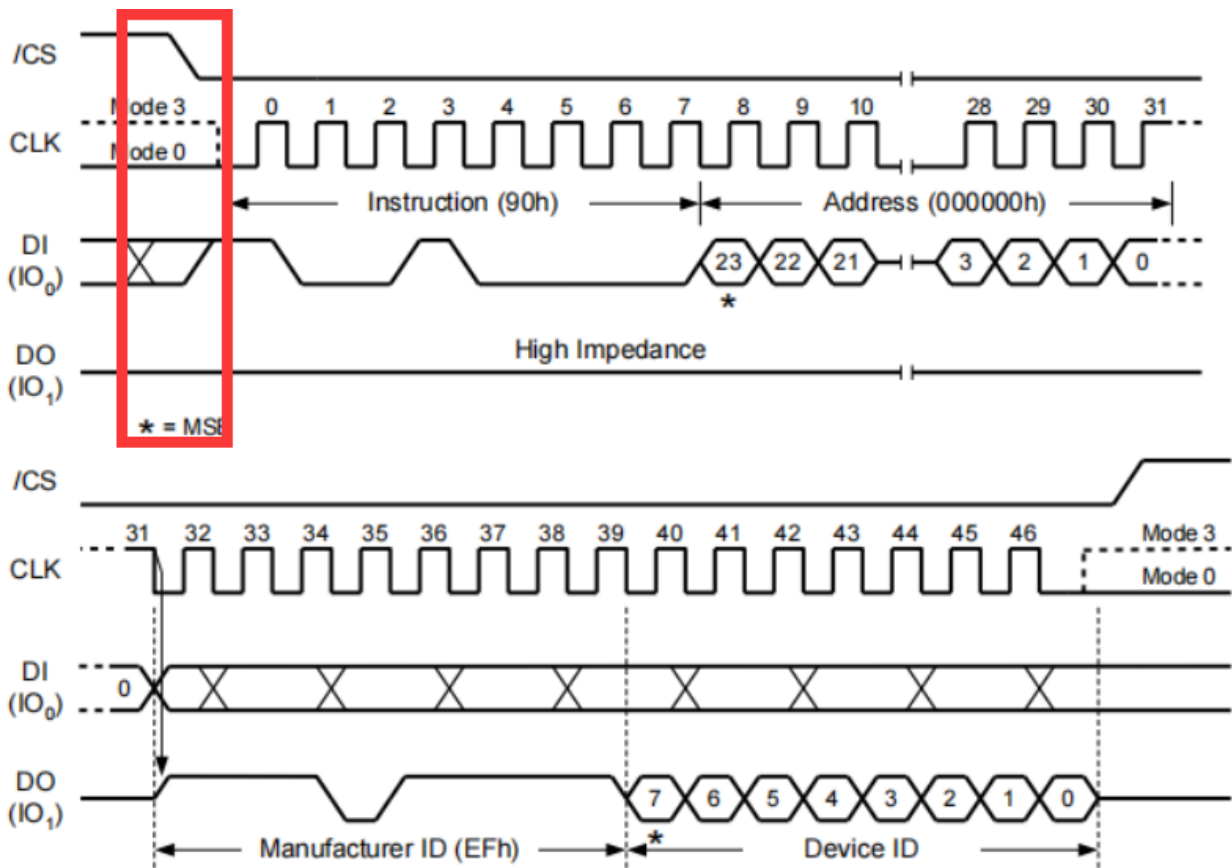 /CS
Mode 3
0 1 2 3 4 5 6 7 8 9 10 28 29 30 31
CLK
Mode 0
Instruction (90h) Address (000000h)
DI
(IO0)
23 22 21 3 2 1 0
*
DO
(IO1)
High Impedance
* = MSB
/CS
31 32 33 34 35 36 37 38 39 40 41 42 43 44 45 46 Mode 3
CLK
Mode 0
DI
(IO0)
0
DO
(IO1)
7 6 5 4 3 2 1 0
*
Manufacturer ID (EFh) Device ID